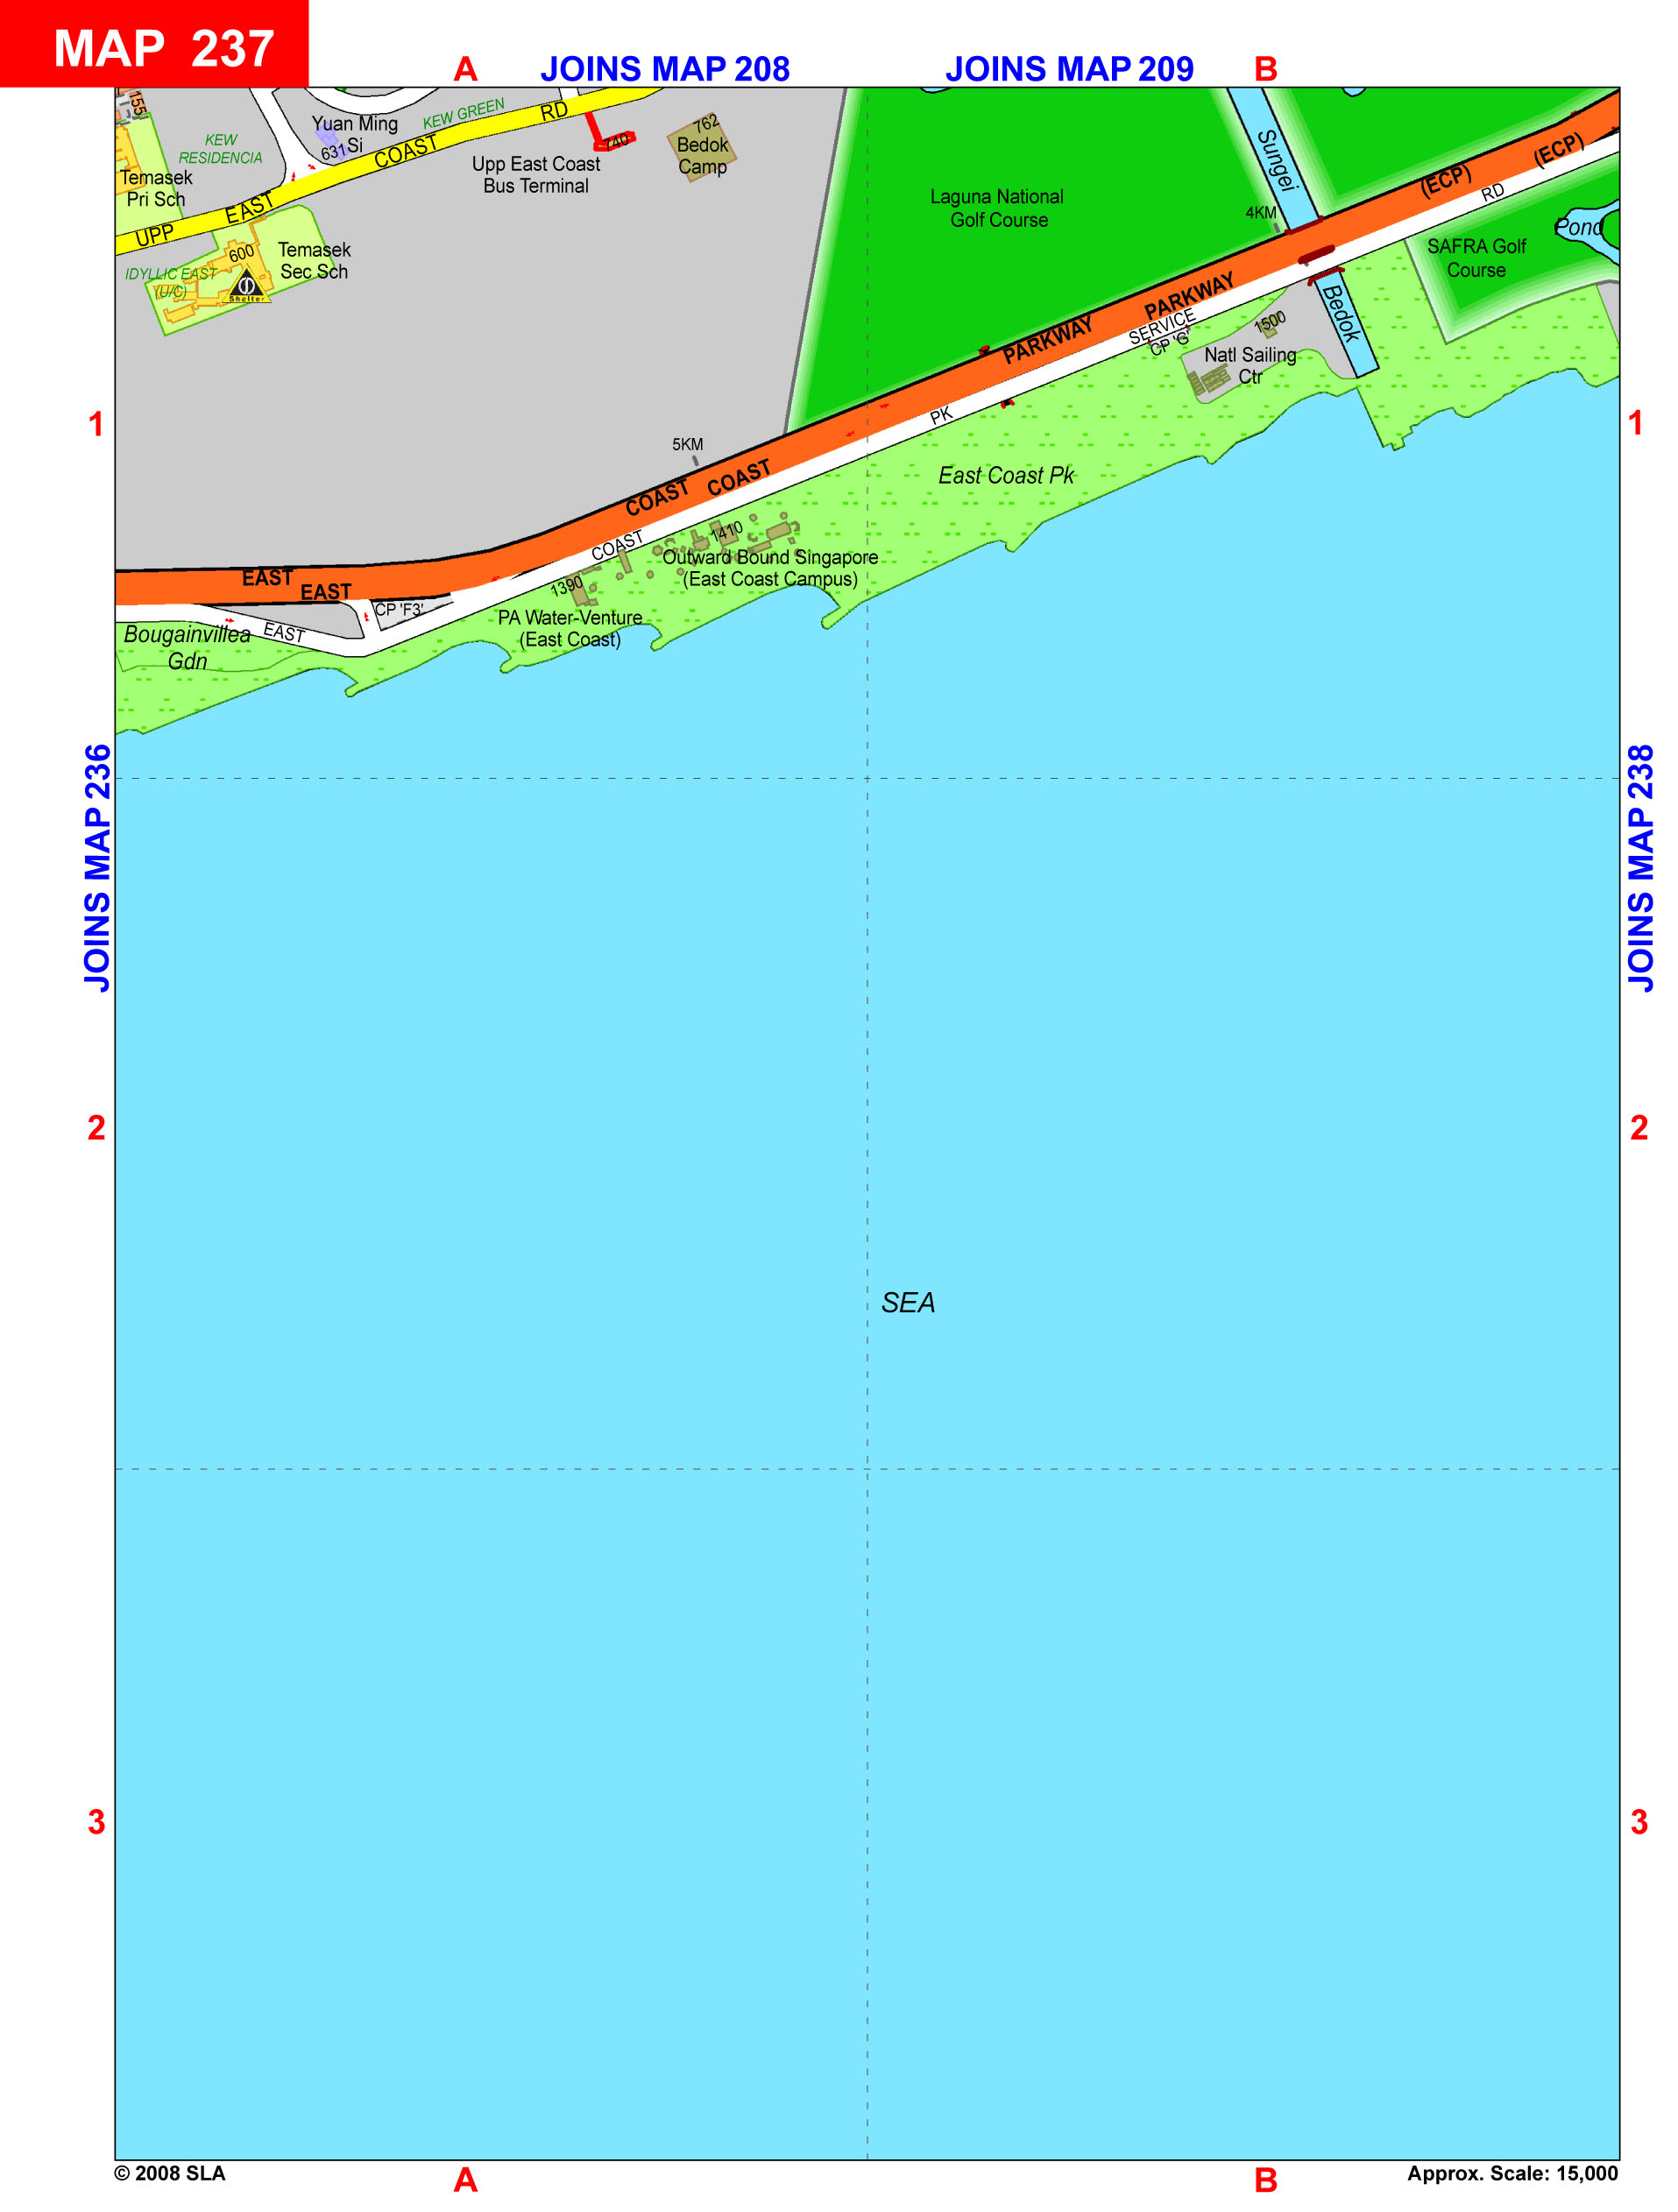 MAP 237
A
JOINS MAP 208
JOINS MAP 209
B
155
KEW
RESIDENCIA
Yuan Ming
Si
631
KEW GREEN
UPP EAST COAST RD
740
Upp East Coast
Bus Terminal
762
Bedok
Camp
Temasek
Pri Sch
600
Temasek
Sec Sch
IDYLLIC EAST
(U/C)
Shelter
Laguna National
Golf Course
Sungei
Bedok
4KM
(ECP)
(ECP)
RD
Pond
SAFRA Golf
Course
PARKWAY
PARKWAY
SERVICE
CP 'G'
1500
Natl Sailing
Ctr
1
1
PK
5KM
COAST
COAST
East Coast Pk
COAST
1410
Outward Bound Singapore
(East Coast Campus)
EAST
EAST
1390
CP 'F3'
PA Water-Venture
(East Coast)
EAST
Bougainvillea
Gdn
JOINS MAP 236
JOINS MAP 238
2
2
SEA
3
3
© 2008 SLA
A
B
Approx. Scale: 15,000